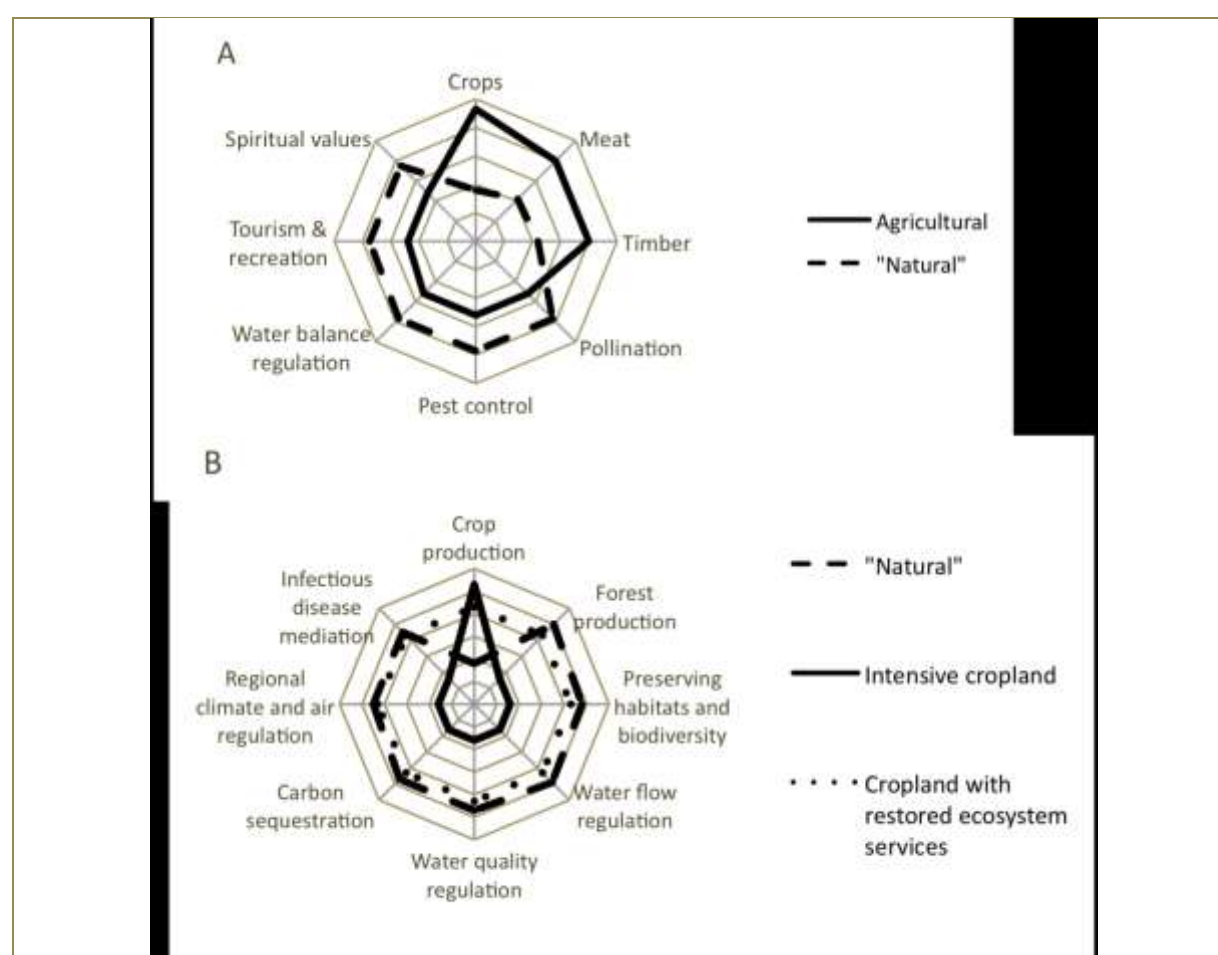 A
Crops
Spiritual values
Meat
Tourism &
recreation
Timber
Water balance
regulation
Pollination
Pest control
Agricultural
"Natural"
B
Crop
production
Infectious
disease
mediation
Forest
production
Regional
climate and air
regulation
Preserving
habitats and
biodiversity
Carbon
sequestration
Water flow
regulation
Water quality
regulation
"Natural"
Intensive cropland
Cropland with
restored ecosystem
services